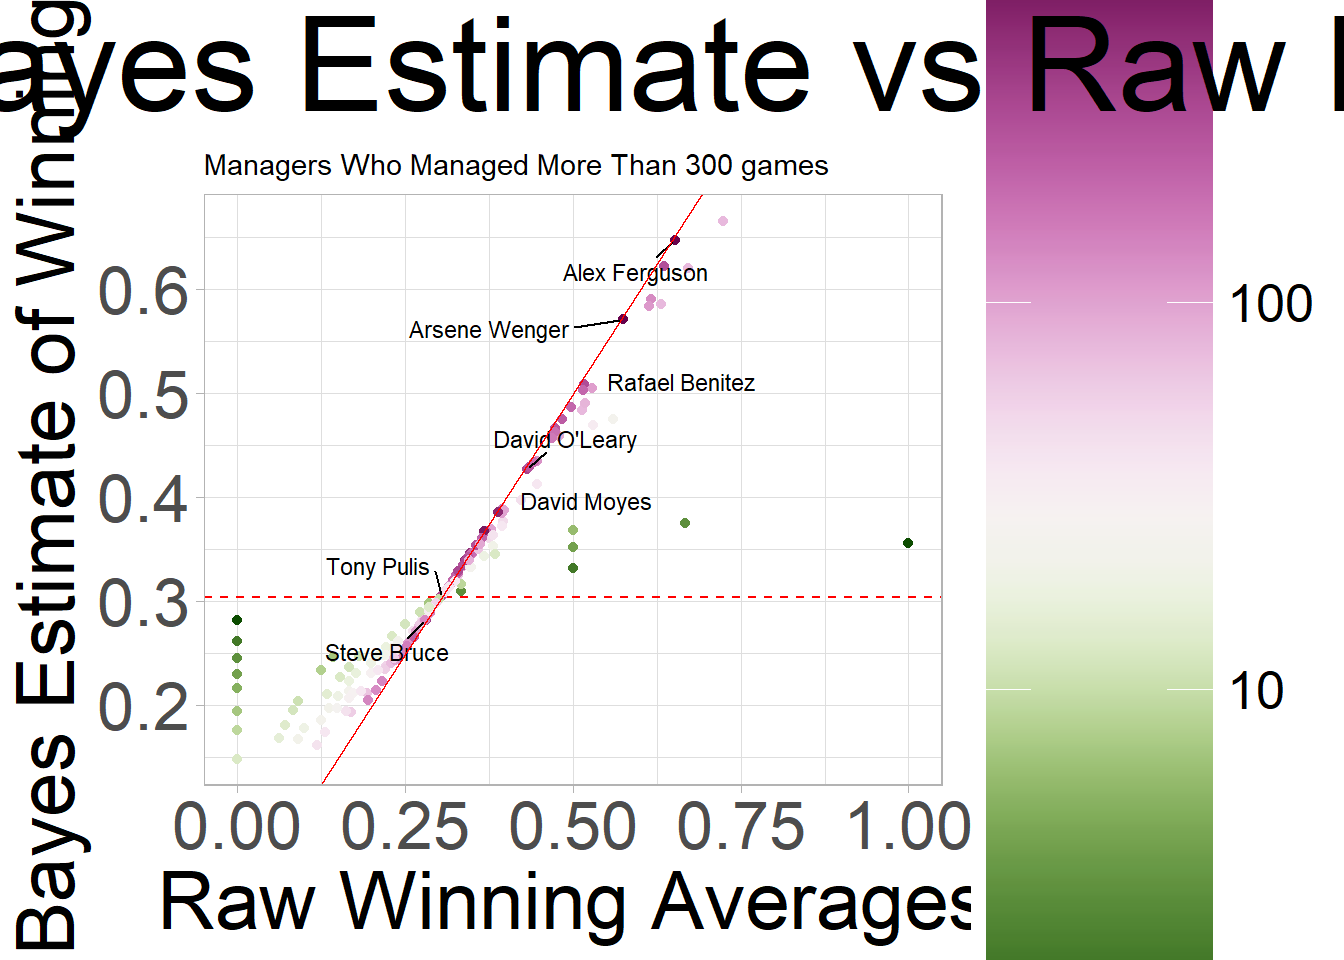 ayes Estimate vs Raw
Managers Who Managed More Than 300 games
Bayes Estimate of Winning
0.6
0.5
0.4
0.3
0.2
Alex Ferguson
Arsene Wenger
Rafael Benitez
David O'Leary
David Moyes
Tony Pulis
Steve Bruce
0.00 0.25 0.50 0.75 1.00
Raw Winning Averages
100
10